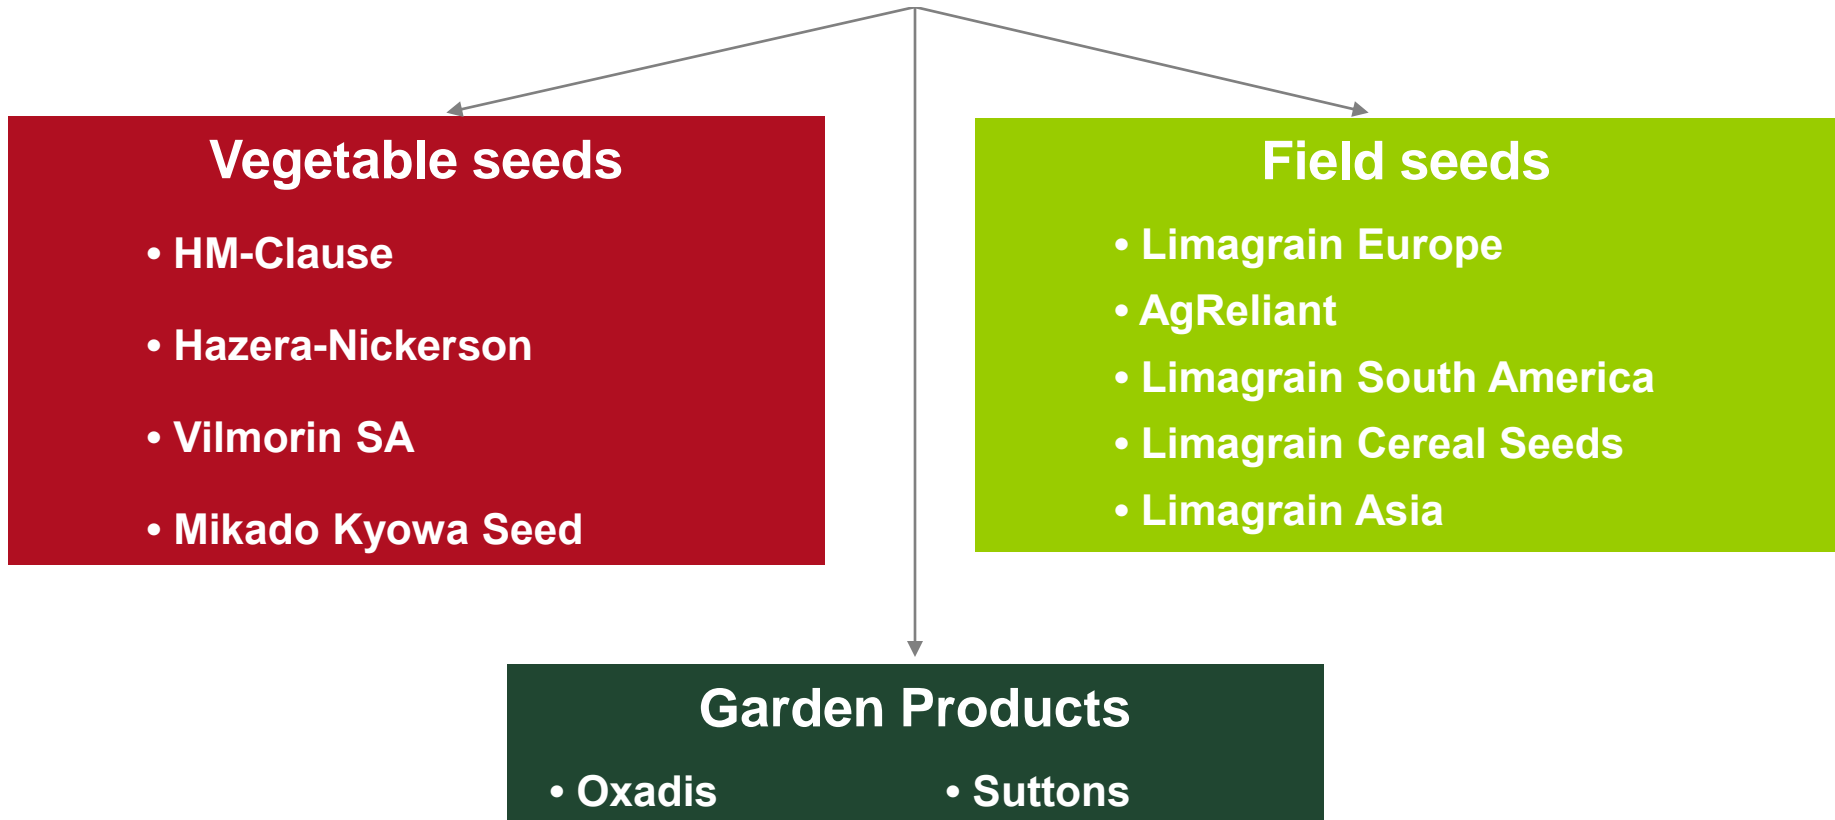 Vegetable seeds
• HM-Clause
• Hazera-Nickerson
• Vilmorin SA
• Mikado Kyowa Seed
Field seeds
• Limagrain Europe
• AgReliant
• Limagrain South America
• Limagrain Cereal Seeds
• Limagrain Asia
Garden Products
• Oxadis • Suttons